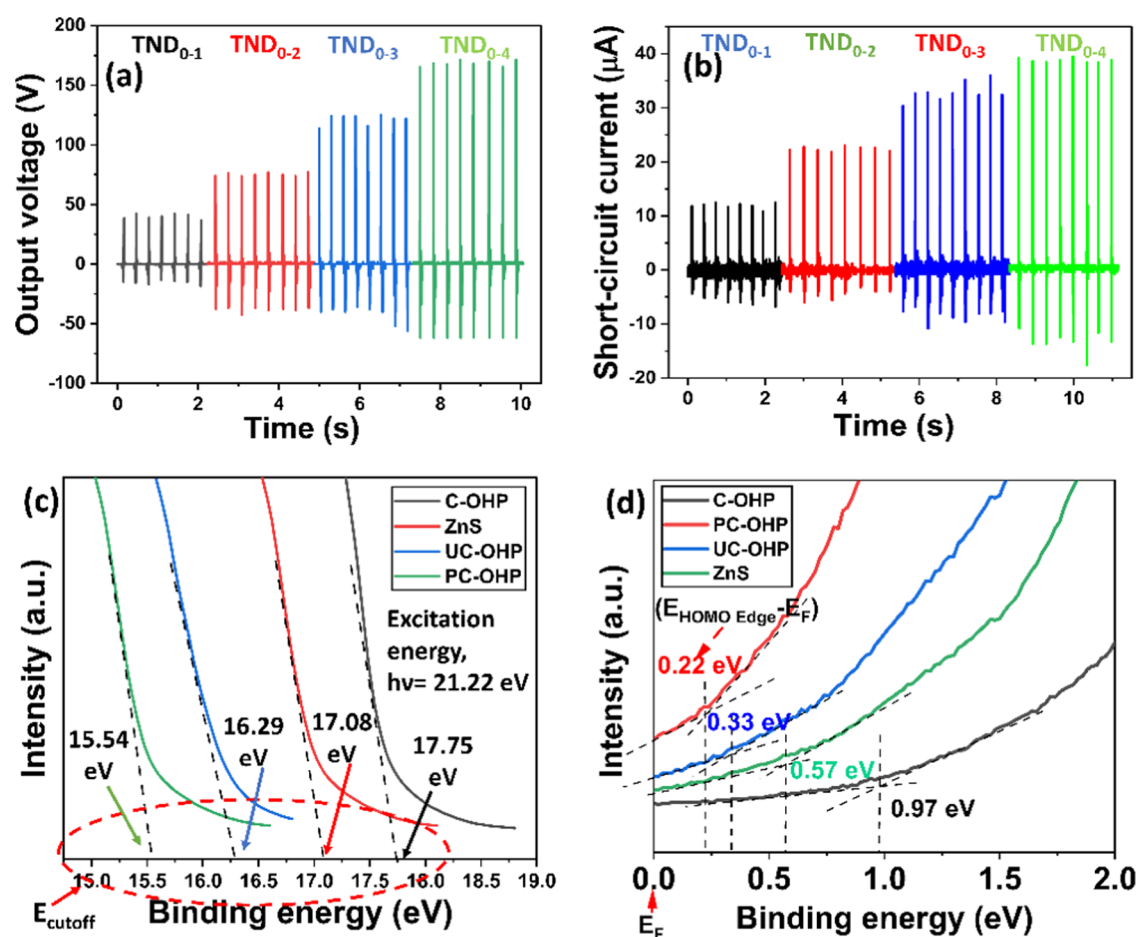 (a)
TND0-1 TND0-2 TND0-3 TND0-4
Output voltage (V)
200
150
100
50
0
-50
-100
0 2 4 6 8 10
Time (s)
(b)
TND0-1 TND0-2 TND0-3 TND0-4
Short-circuit current (μA)
40
30
20
10
0
-10
-20
0 2 4 6 8 10
Time (s)
(c)
C-OHP
ZnS
UC-OHP
PC-OHP
Excitation
energy,
hν= 21.22 eV
Intensity (a.u.)
15.54
eV
16.29
eV
17.08
eV
17.75
eV
15.0 15.5 16.0 16.5 17.0 17.5 18.0 18.5 19.0
Ecutoff
Binding energy (eV)
(d)
C-OHP
PC-OHP
UC-OHP
ZnS
(EHOMO Edge-EF)
Intensity (a.u.)
0.22 eV
0.33 eV
0.57 eV
0.97 eV
0.0 0.5 1.0 1.5 2.0
EF
Binding energy (eV)